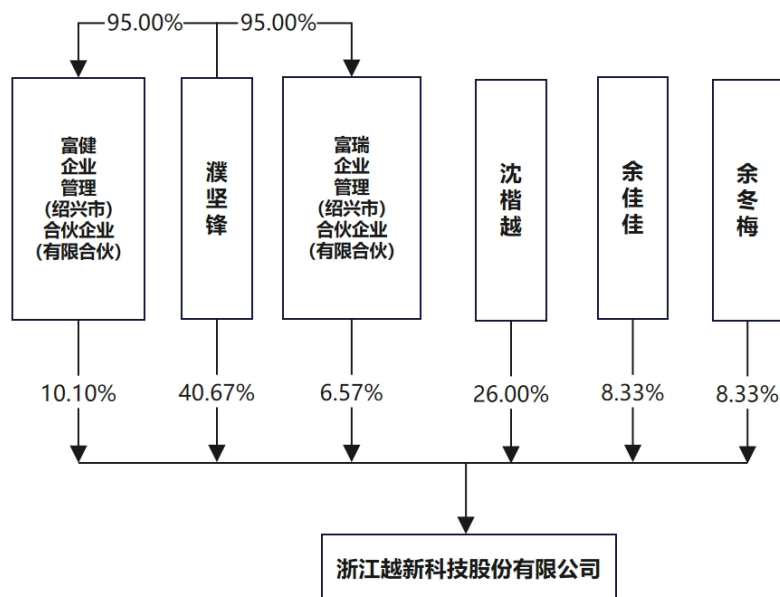 95.00%
95.00%
富健
企业
管理
(绍兴市)
合伙企业
(有限合伙)
濮坚锋
富瑞
企业
管理
(绍兴市)
合伙企业
(有限合伙)
沈楷越
余佳佳
余冬梅
10.10%
40.67%
6.57%
26.00%
8.33%
8.33%
浙江越新科技股份有限公司